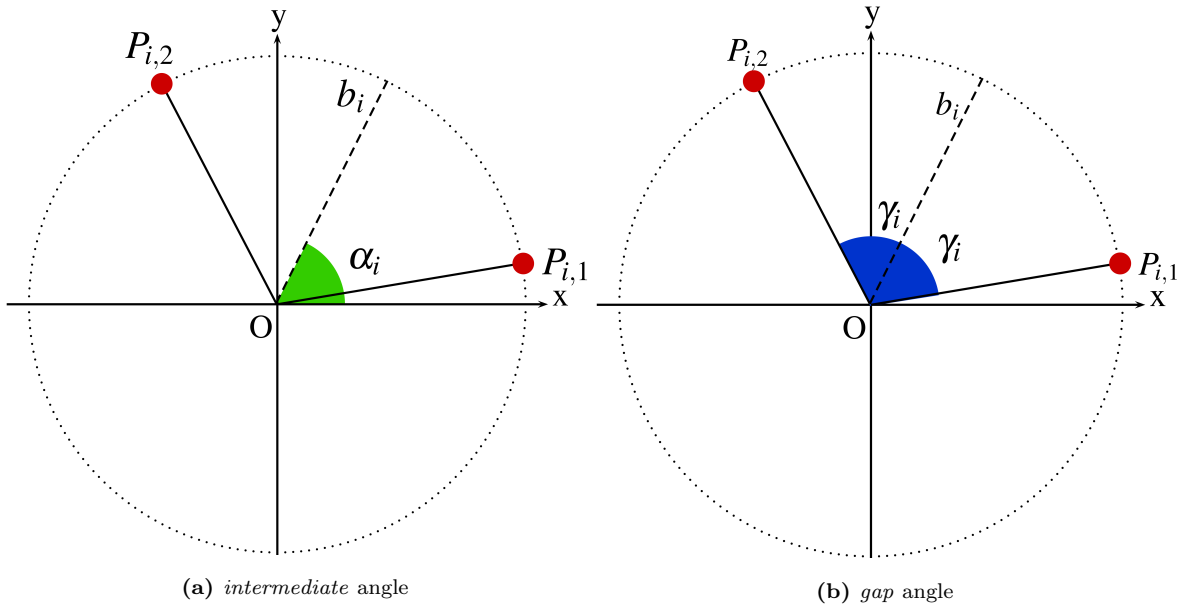 y
P_{i,2}
b_i
α_i
P_{i,1}
x
O
(a) intermediate angle
y
P_{i,2}
b_i
γ_i
γ_i
P_{i,1}
x
O
(b) gap angle